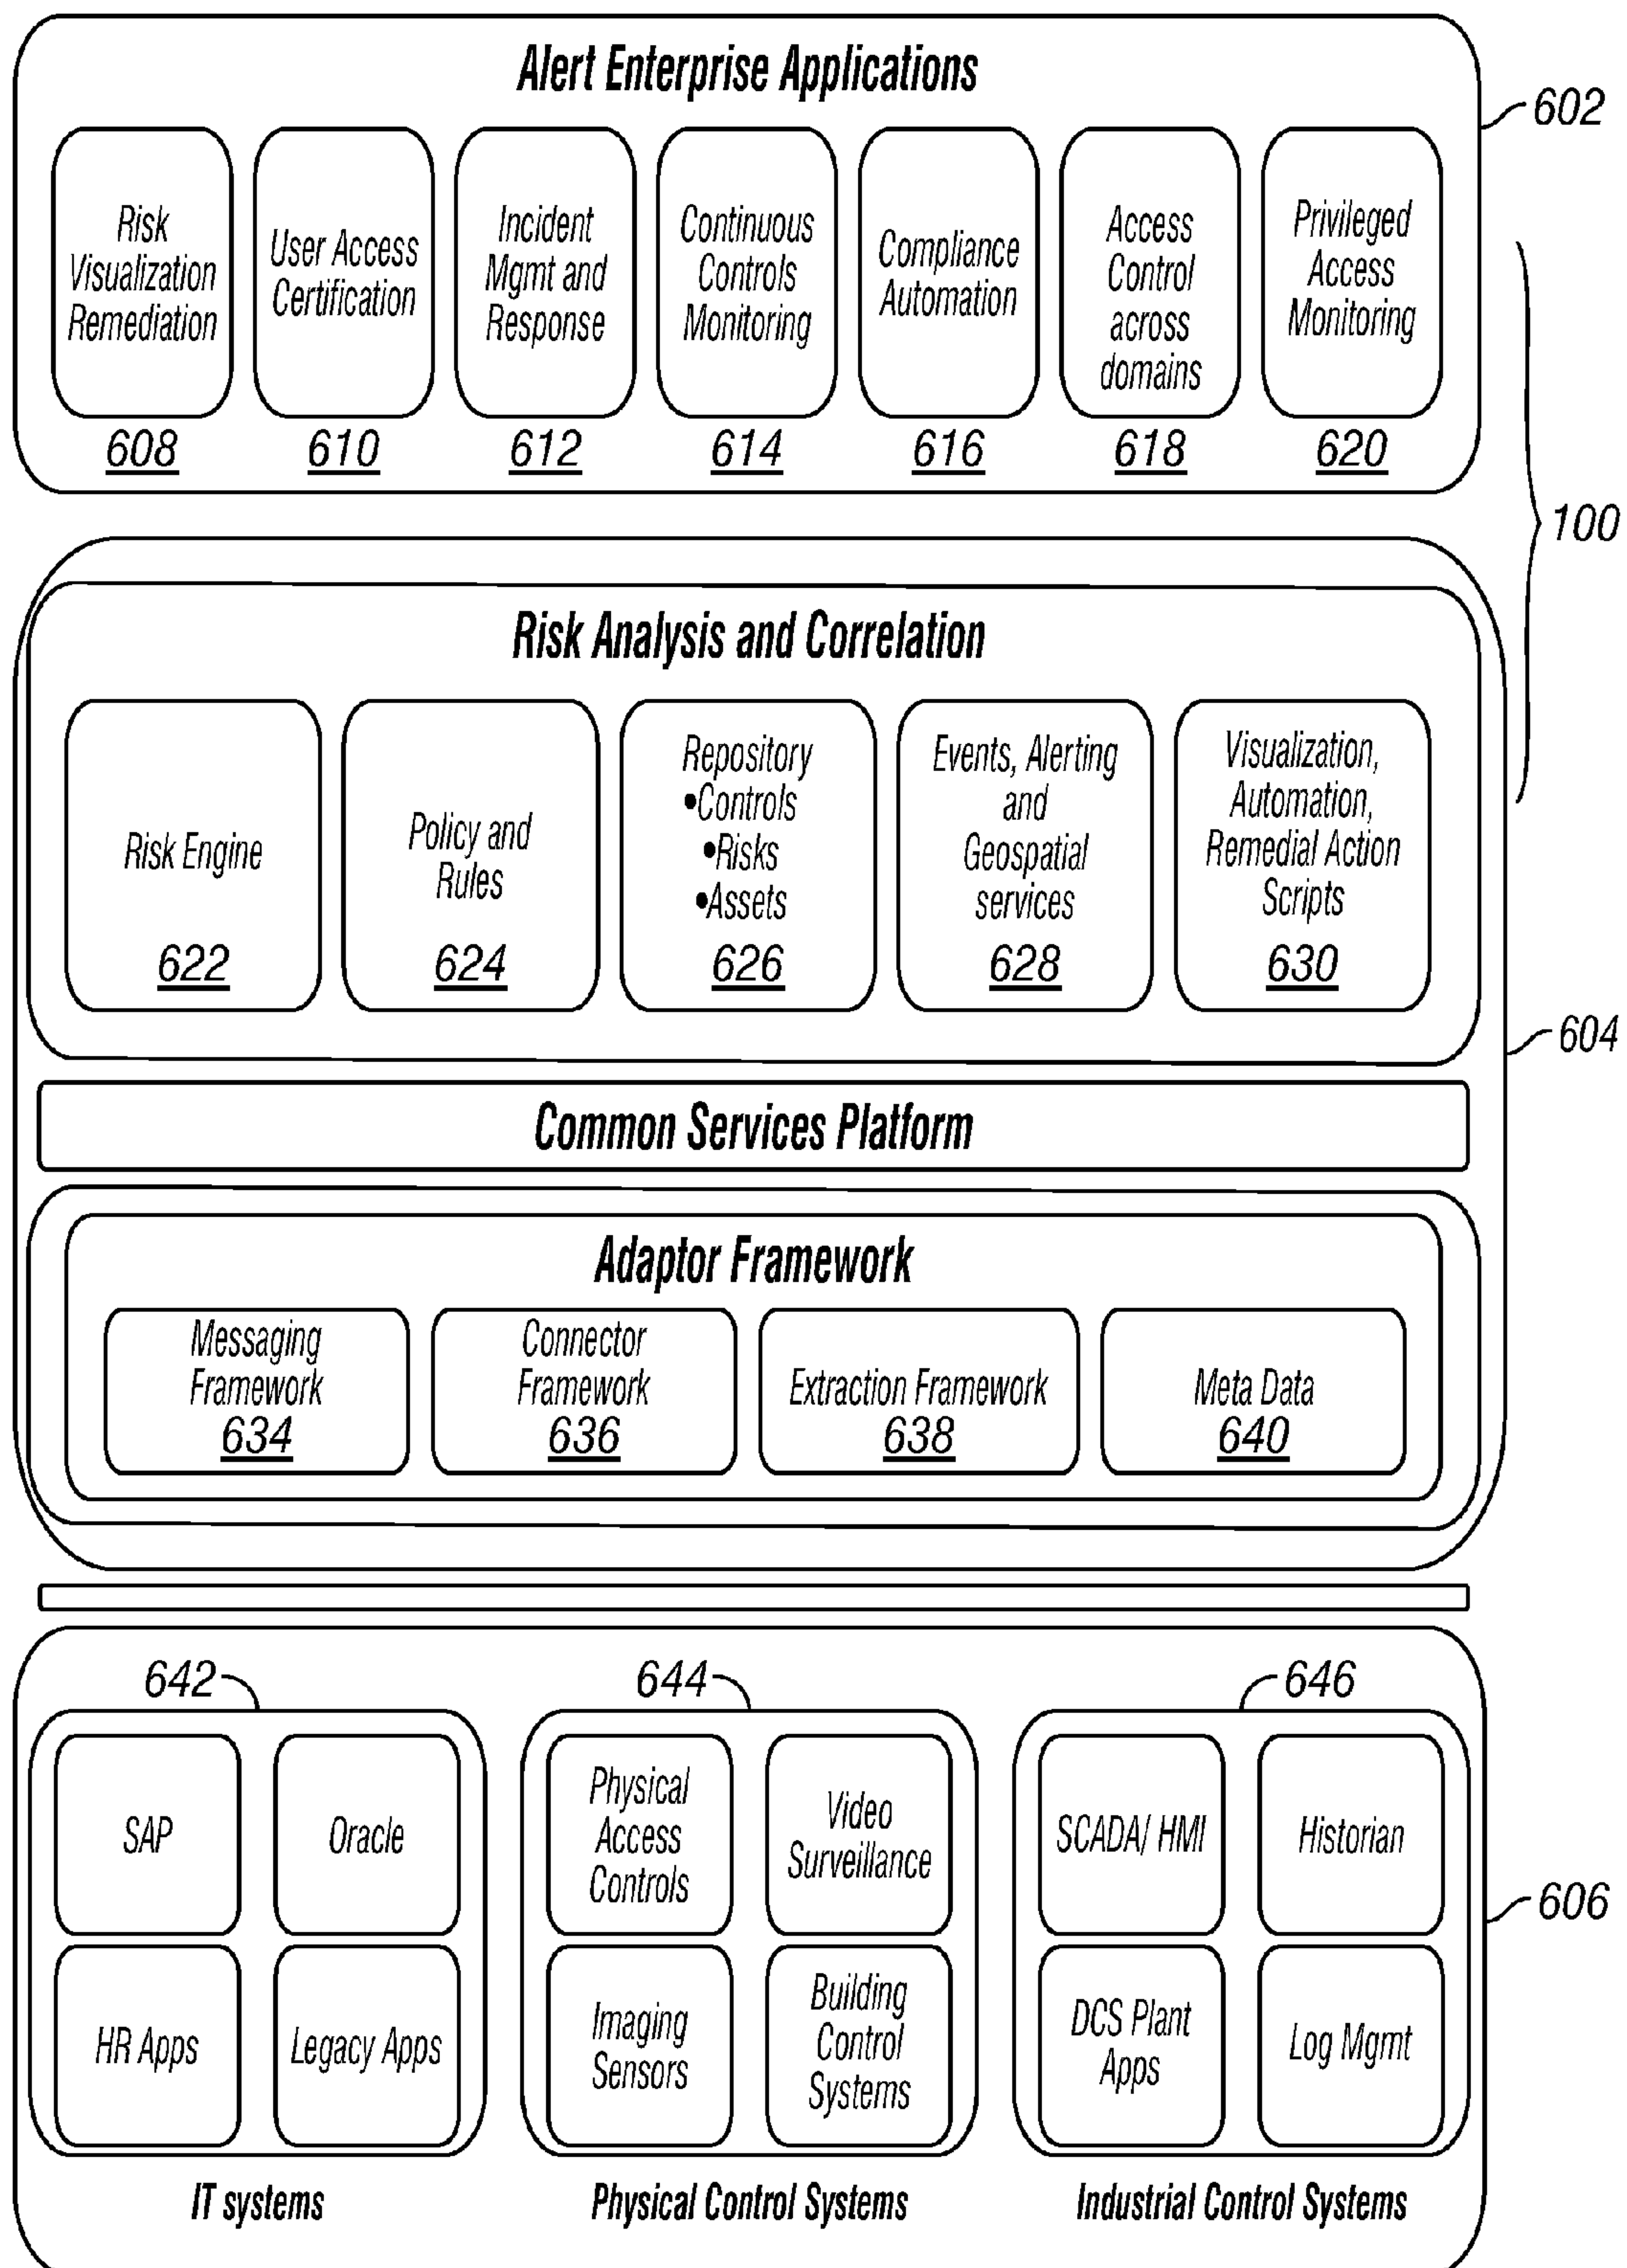 Alert Enterprise Applications
602
Risk
Visualization
Remediation
608
User Access
Certification
610
Incident
Mgmt and
Response
612
Continuous
Controls
Monitoring
614
Compliance
Automation
616
Access
Control
across
domains
618
Privileged
Access
Monitoring
620
100
Risk Analysis and Correlation
Risk Engine
622
Policy and
Rules
624
Repository
•Controls
•Risks
•Assets
626
Events, Alerting
and
Geospatial
services
628
Visualization,
Automation,
Remedial Action
Scripts
630
604
Common Services Platform
Adaptor Framework
Messaging
Framework
634
Connector
Framework
636
Extraction Framework
638
Meta Data
640
642
SAP
Oracle
HR Apps
Legacy Apps
IT systems
644
Physical
Access
Controls
Video
Surveillance
Imaging
Sensors
Building
Control
Systems
Physical Control Systems
646
SCADA/ HMI
Historian
DCS Plant
Apps
Log Mgmt
Industrial Control Systems
606